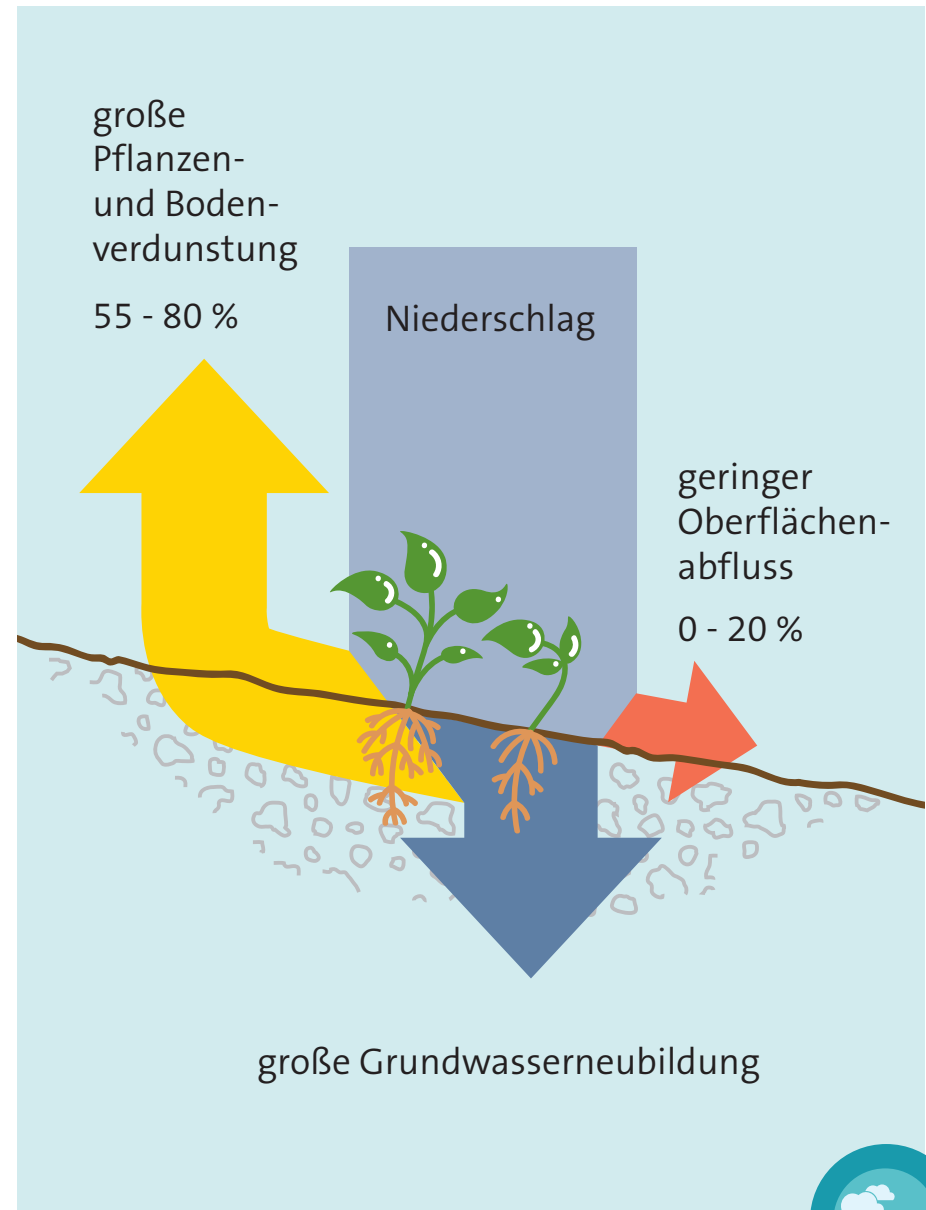 große
Pflanzen-
und Boden-
verdunstung
55 - 80 %
Niederschlag
geringer
Oberflächen-
abfluss
0 - 20 %
große Grundwasserneubildung